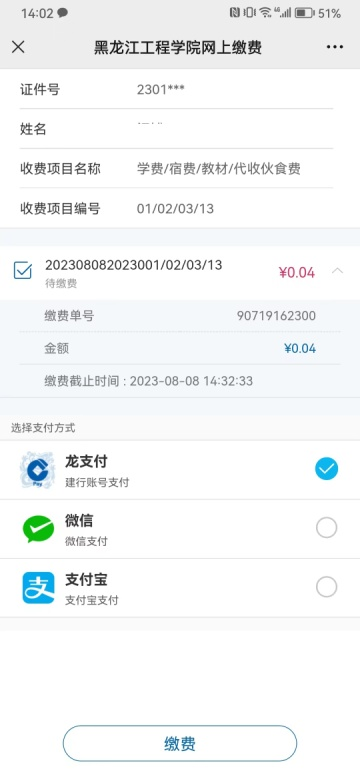 14:02
51%
黑龙江工程学院网上缴费
证件号 2301***
姓名
收费项目名称 学费/宿费/教材/代收伙食费
收费项目编号 01/02/03/13
202308082023001/02/03/13 ¥0.04
待缴费
缴费单号 90719162300
金额 ¥0.04
缴费截止时间 : 2023-08-08 14:32:33
选择支付方式
龙支付
建行账号支付
Pay
微信
微信支付
支付宝
支付宝支付
支
缴费